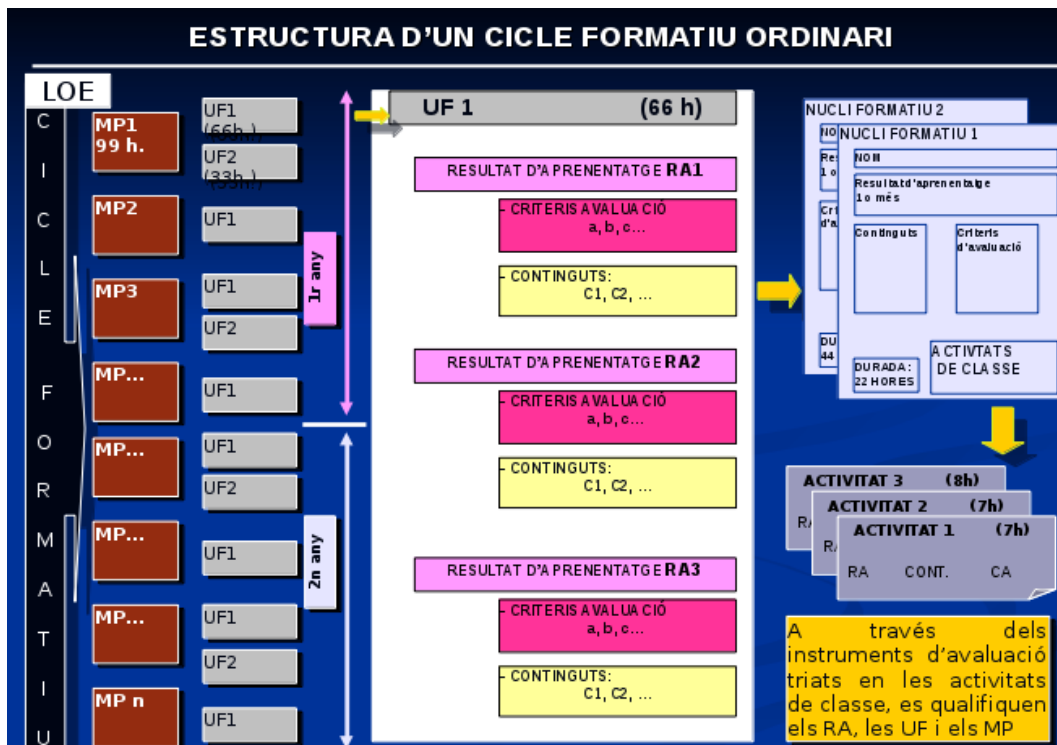 ESTRUCTURA D'UN CICLE FORMATIU ORDINARI
LOE
C
I
C
L
E
F
O
R
M
A
T
I
U
MP1
99 h.
UF1
(66h.)
UF2
(33h.)
MP2
UF1
MP3
UF1
UF2
MP...
UF1
MP...
UF1
UF2
MP...
UF1
MP...
UF1
UF2
MP n
UF1
1r any
2n any
UF 1 (66 h)
RESULTAT D'APRENENTATGE RA1
- CRITERIS AVALUACIÓ
a, b, c...
- CONTINGUTS:
C1, C2, ...
RESULTAT D'APRENENTATGE RA2
- CRITERIS AVALUACIÓ
a, b, c...
- CONTINGUTS:
C1, C2, ...
RESULTAT D'APRENENTATGE RA3
- CRITERIS AVALUACIÓ
a, b, c...
- CONTINGUTS:
C1, C2, ...
NUCLI FORMATIU 2
NUCLI FORMATIU 1
NOM
Resultat d'aprenentatge
1 o més
Continguts
Criteris
d'avaluació
DURADA:
22 HORES
ACTIVTATS
DE CLASSE
44
ACTIVITAT 3 (8h)
ACTIVITAT 2 (7h)
ACTIVITAT 1 (7h)
RA CONT. CA
A través dels
instruments d'avaluació
triats en les activitats
de classe, es qualifiquen
els RA, les UF i els MP